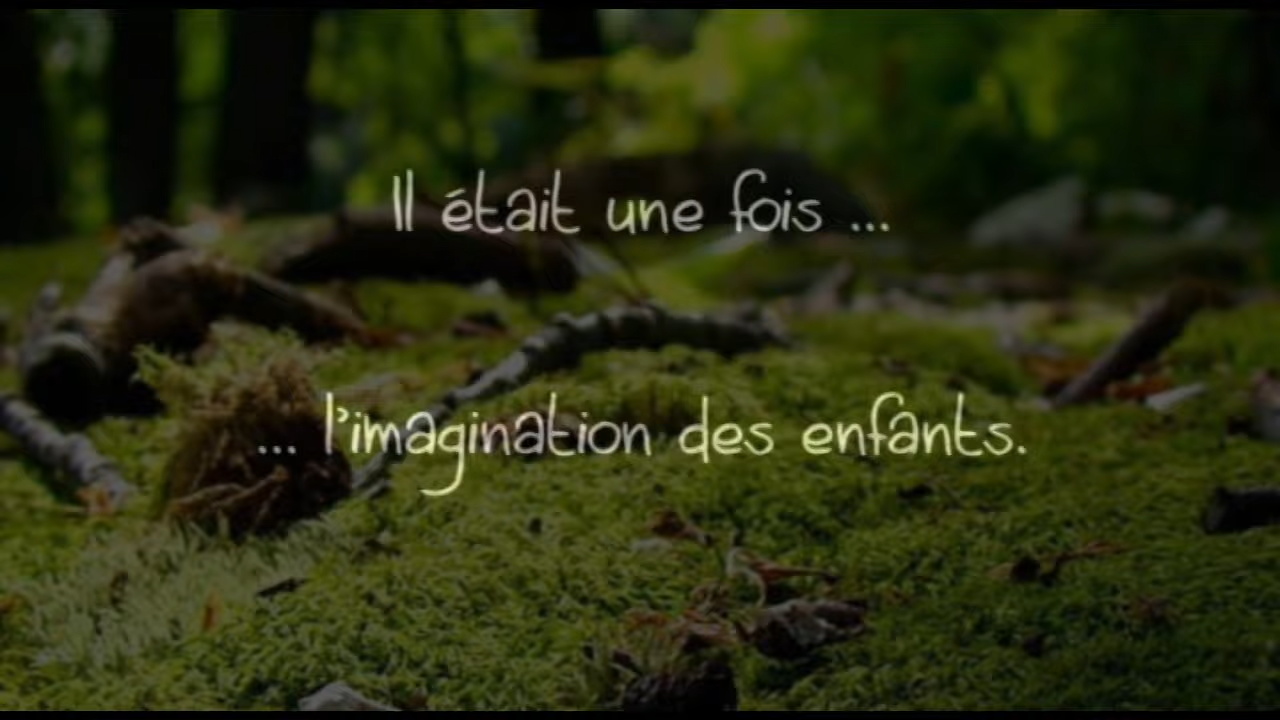 Il était une fois ...
... l'imagination des enfants.